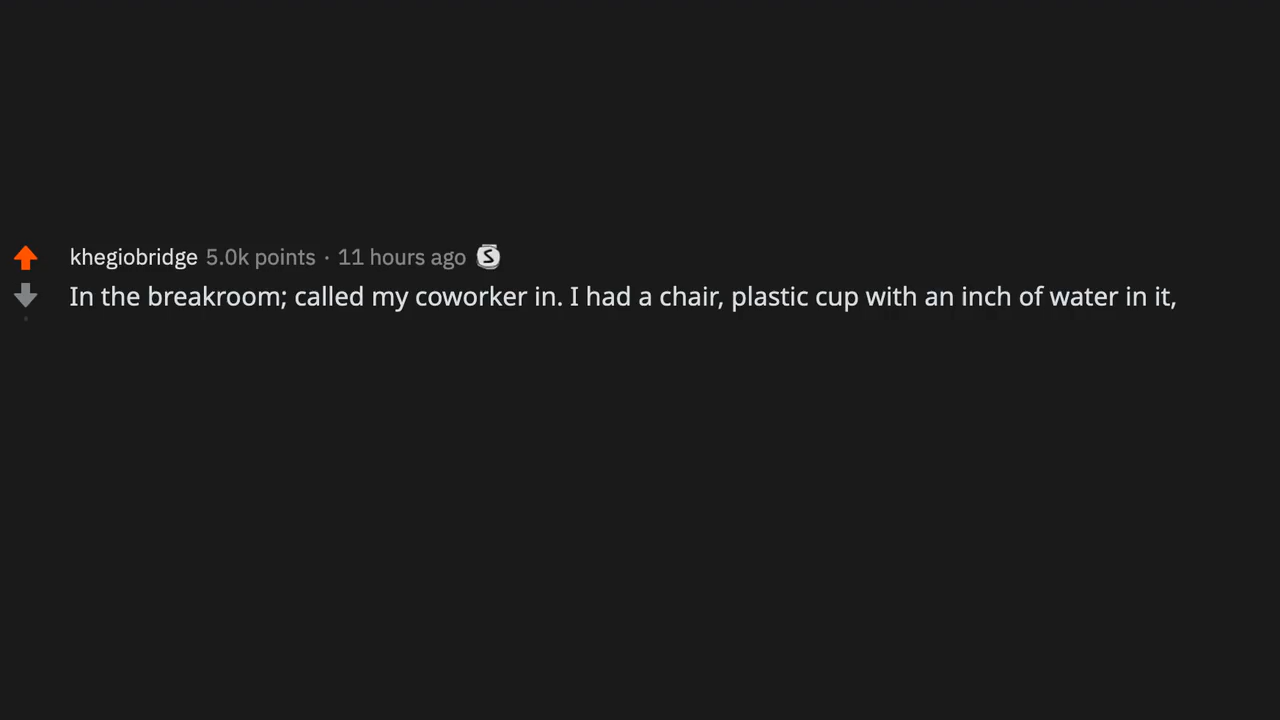 khegiobridge 5.0k points · 11 hours ago S
In the breakroom; called my coworker in. I had a chair, plastic cup with an inch of water in it,